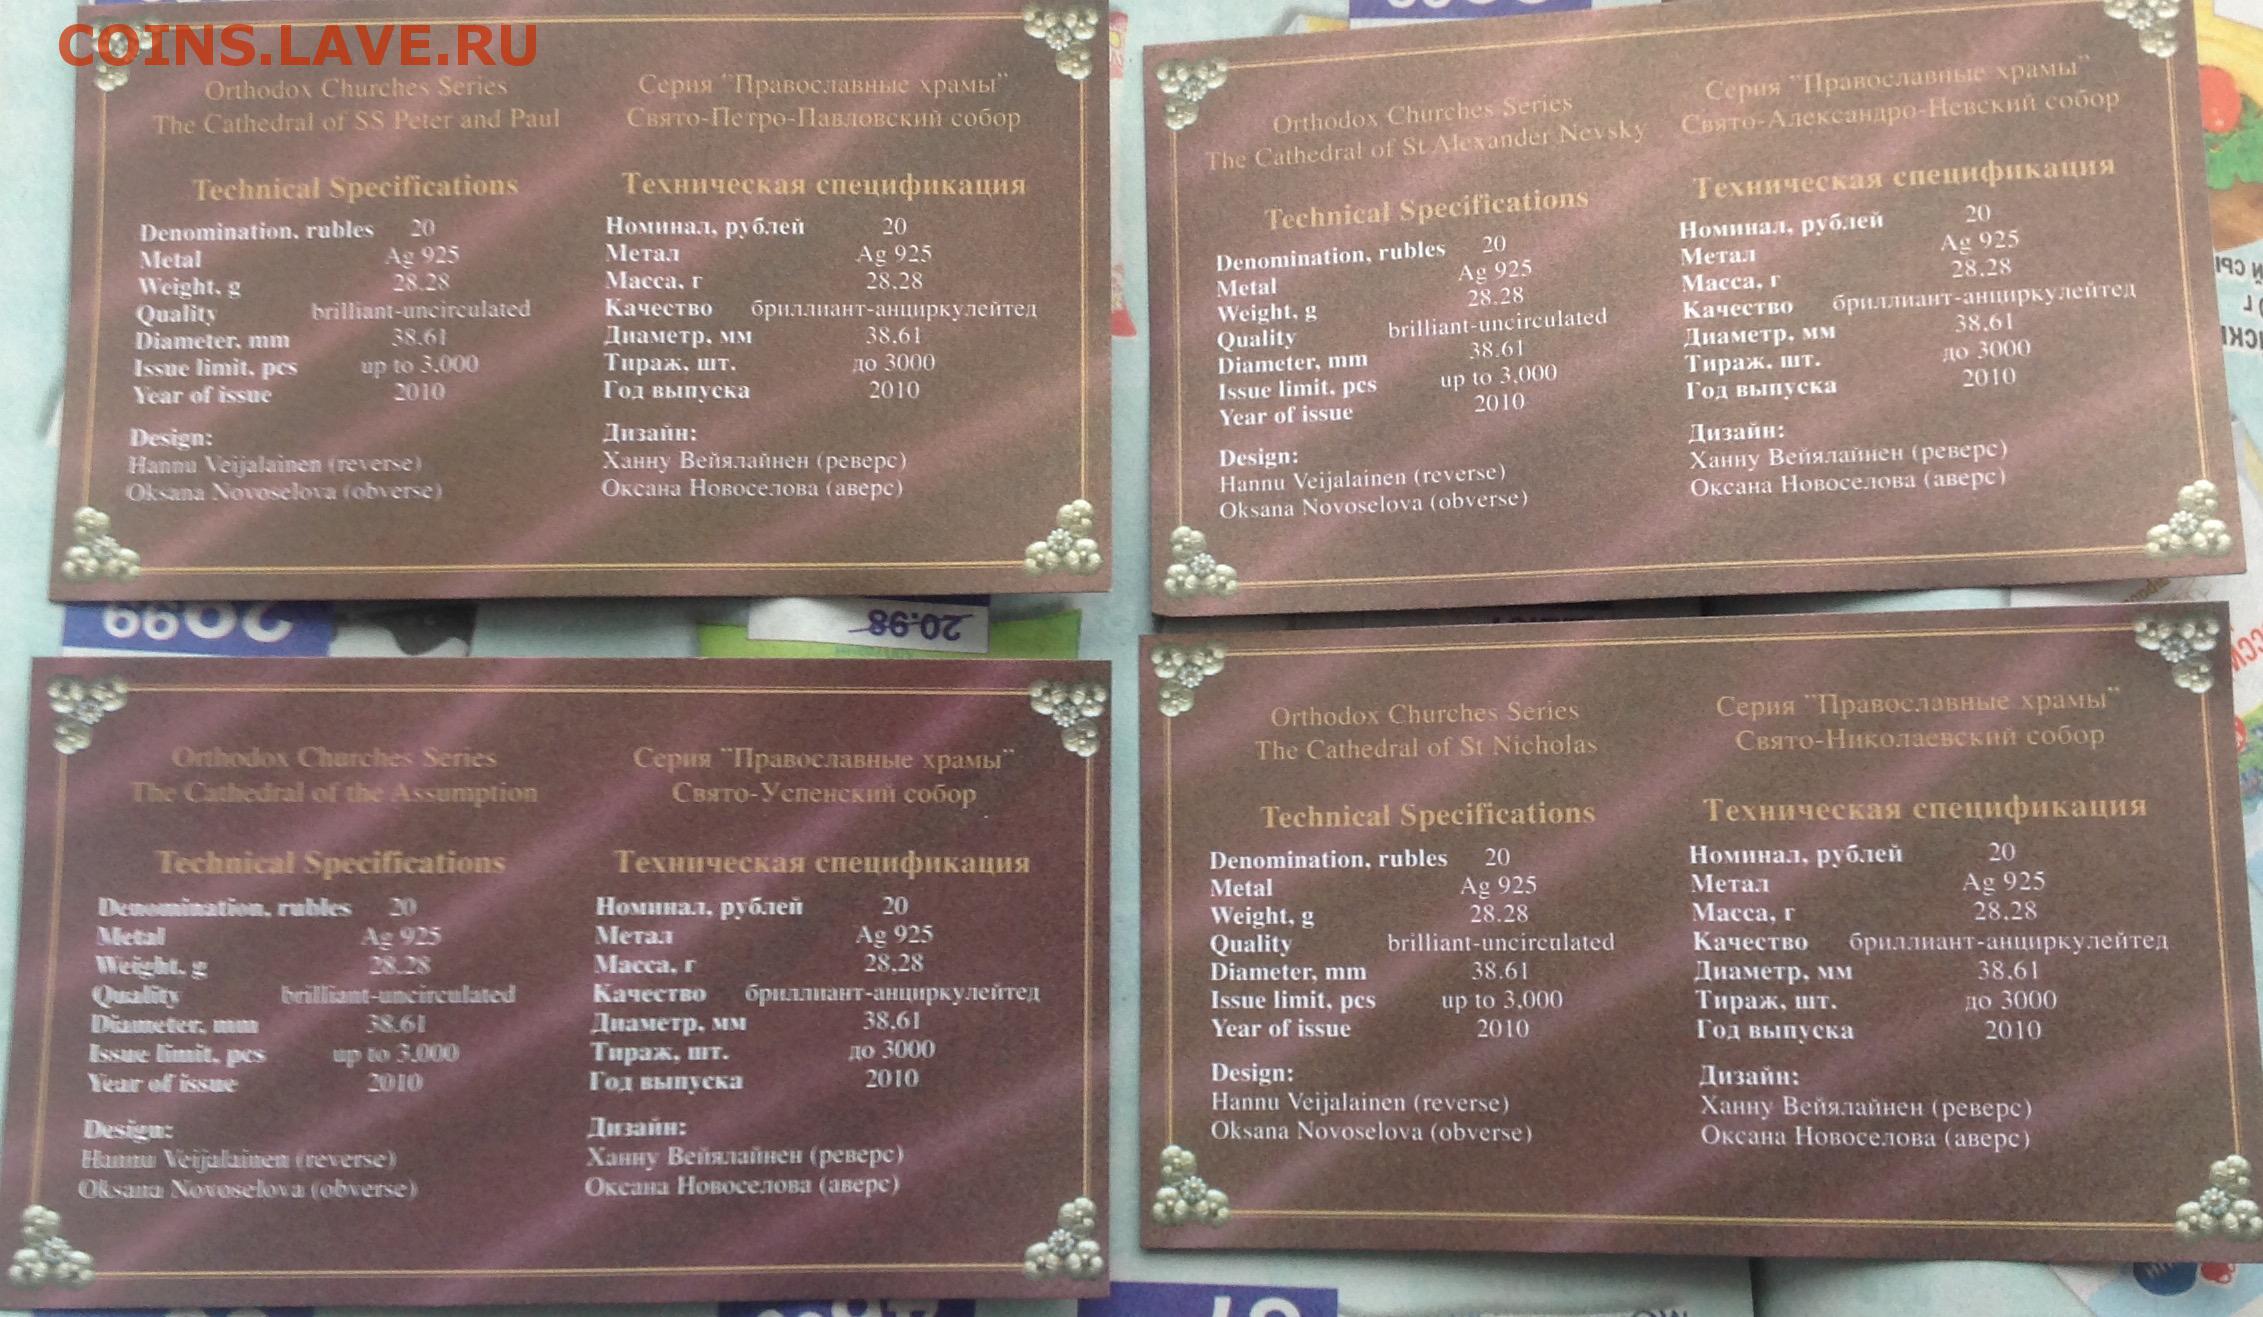 COINS.LAVE.RU
Orthodox Churches Series
The Cathedral of SS Peter and Paul
Technical Specifications
Denomination, rubles 20
Metal Ag 925
Weight, g 28.28
Quality brilliant-uncirculated
Diameter, mm 38.61
Issue limit, pcs up to 3,000
Year of issue 2010
Design:
Hannu Veijalainen (reverse)
Oksana Novoselova (obverse)
Серия "Православные храмы"
Свято-Петро-Павловский собор
Техническая спецификация
Номинал, рублей 20
Метал Ag 925
Масса, г 28.28
Качество бриллиант-анциркулейтед
Диаметр, мм 38.61
Тираж, шт. до 3000
Год выпуска 2010
Дизайн:
Ханну Вейялайнен (реверс)
Оксана Новоселова (аверс)
Orthodox Churches Series
The Cathedral of St Alexander Nevsky
Technical Specifications
Denomination, rubles 20
Metal Ag 925
Weight, g 28.28
Quality brilliant-uncirculated
Diameter, mm 38.61
Issue limit, pcs up to 3,000
Year of issue 2010
Design:
Hannu Veijalainen (reverse)
Oksana Novoselova (obverse)
Серия "Православные храмы"
Свято-Александро-Невский собор
Техническая спецификация
Номинал, рублей 20
Метал Ag 925
Масса, г 28.28
Качество бриллиант-анциркулейтед
Диаметр, мм 38.61
Тираж, шт. до 3000
Год выпуска 2010
Дизайн:
Ханну Вейялайнен (реверс)
Оксана Новоселова (аверс)
20.98
Orthodox Churches Series
The Cathedral of the Assumption
Technical Specifications
Denomination, rubles 20
Metal Ag 925
Weight, g 28.28
Quality brilliant-uncirculated
Diameter, mm 38.61
Issue limit, pcs up to 3,000
Year of issue 2010
Design:
Hannu Veijalainen (reverse)
Oksana Novoselova (obverse)
Серия "Православные храмы"
Свято-Успенский собор
Техническая спецификация
Номинал, рублей 20
Метал Ag 925
Масса, г 28.28
Качество бриллиант-анциркулейтед
Диаметр, мм 38.61
Тираж, шт. до 3000
Год выпуска 2010
Дизайн:
Ханну Вейялайнен (реверс)
Оксана Новоселова (аверс)
Orthodox Churches Series
The Cathedral of St Nicholas
Technical Specifications
Denomination, rubles 20
Metal Ag 925
Weight, g 28.28
Quality brilliant-uncirculated
Diameter, mm 38.61
Issue limit, pcs up to 3,000
Year of issue 2010
Design:
Hannu Veijalainen (reverse)
Oksana Novoselova (obverse)
Серия "Православные храмы"
Свято-Николаевский собор
Техническая спецификация
Номинал, рублей 20
Метал Ag 925
Масса, г 28.28
Качество бриллиант-анциркулейтед
Диаметр, мм 38.61
Тираж, шт. до 3000
Год выпуска 2010
Дизайн:
Ханну Вейялайнен (реверс)
Оксана Новоселова (аверс)